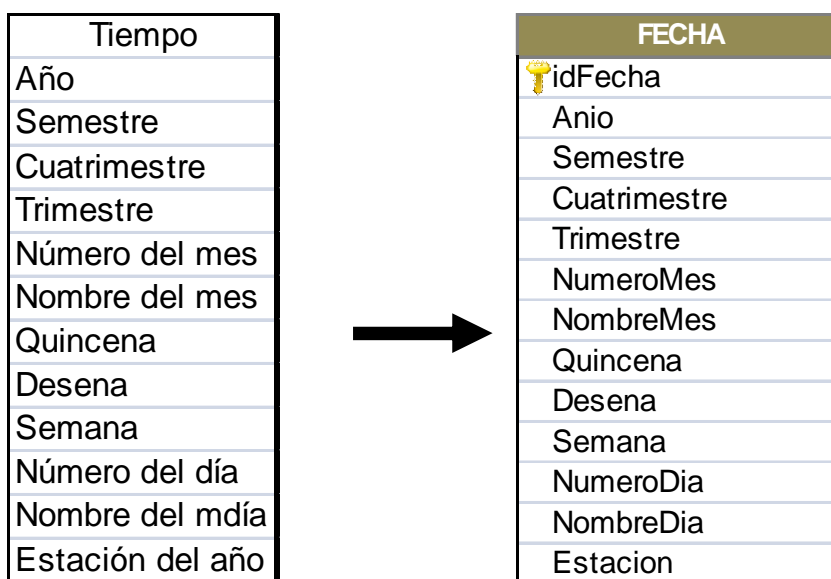 Tiempo
Año
Semestre
Cuatrimestre
Trimestre
Número del mes
Nombre del mes
Quincena
Desena
Semana
Número del día
Nombre del mdía
Estación del año
FECHA
idFecha
Anio
Semestre
Cuatrimestre
Trimestre
NumeroMes
NombreMes
Quincena
Desena
Semana
NumeroDia
NombreDia
Estacion